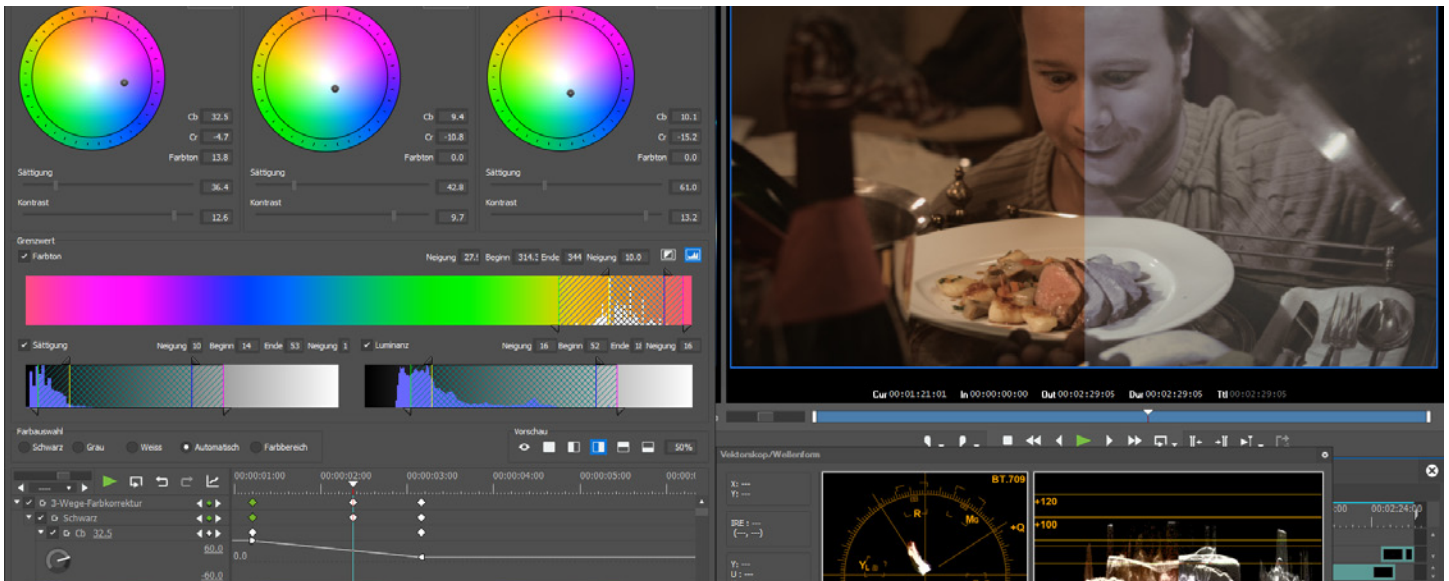 Cb 32.5
Cr -4.7
Farbton 13.8
Sättigung
36.4
Kontrast
12.6
Cb 9.4
Cr -10.8
Farbton 0.0
Sättigung
42.8
Kontrast
9.7
Cb 10.1
Cr -15.2
Farbton 0.0
Sättigung
61.0
Kontrast
13.2
Grenzwert
Farbton Neigung 27.! Beginn 314.! Ende 344 Neigung 10.0
Sättigung Neigung 10 Beginn 14 Ende 53 Neigung 1
Luminanz Neigung 16 Beginn 52 Ende Neigung 16
Farbauswahl
Schwarz Grau Weiss Automatisch Farbbereich
Vorschau
50%
00:00:01:00 00:00:02:00 00:00:03:00 00:00:04:00 00:00:05:00 00:00:
3-Wege-Farbkorrektur
Schwarz
Cb 32.5
60.0
0.0
-60.0
Cur 00:01:21:01 In 00:00:00:00 Out 00:02:29:05 Dur 00:02:29:05 Ttl 00:02:29:05
Vektorskop/Wellenform
X: ---
Y: ---
IRE: ---
(---, ---)
Y: ---
U: ---
BT.709
R
Mg
+Q
YL
+120
+100
:00 00:02:24:00